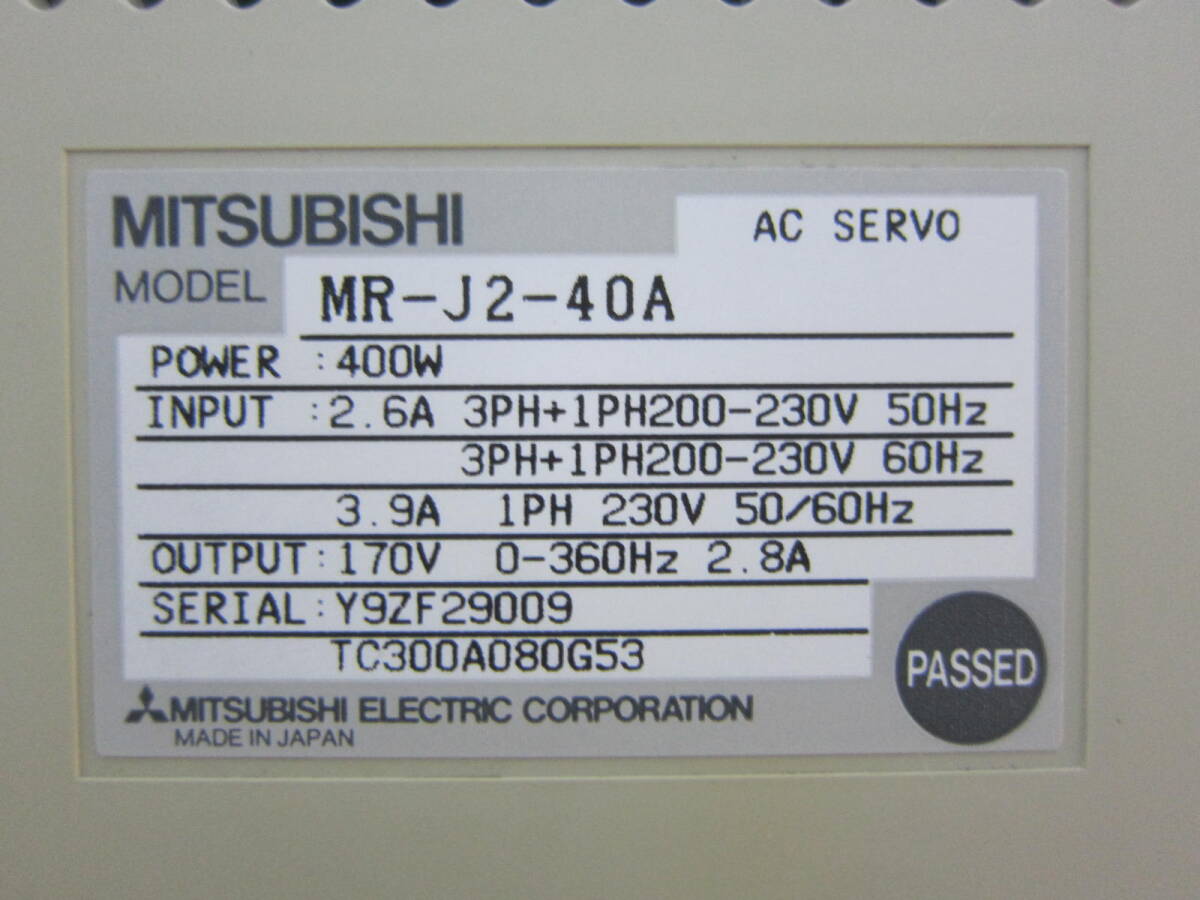 MITSUBISHI
AC SERVO
MODEL MR-J2-40A
POWER :400W
INPUT :2.6A 3PH+1PH200-230V 50Hz
3PH+1PH200-230V 60Hz
3.9A 1PH 230V 50/60Hz
OUTPUT:170V 0-360Hz 2.8A
SERIAL:Y9ZF29009
TC300A080G53
PASSED
MITSUBISHI ELECTRIC CORPORATION
MADE IN JAPAN